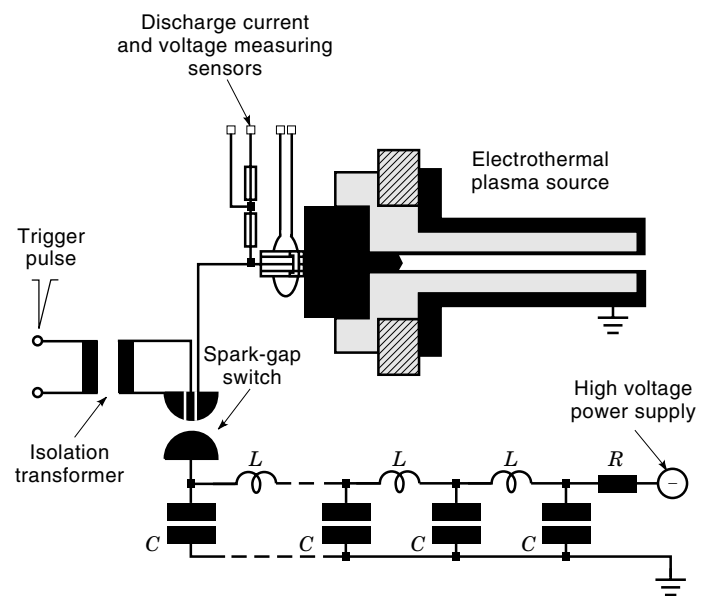 Discharge current
and voltage measuring
sensors
Electrothermal
plasma source
Trigger
pulse
Spark-gap
switch
High voltage
power supply
Isolation
transformer
L
L
L
R
−
C
C
C
C